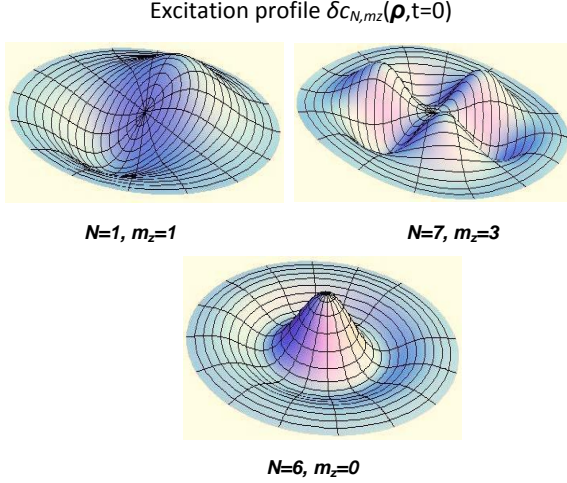 Excitation profile δc_{N,mz}(ρ,t=0)
N=1, m_z=1
N=7, m_z=3
N=6, m_z=0